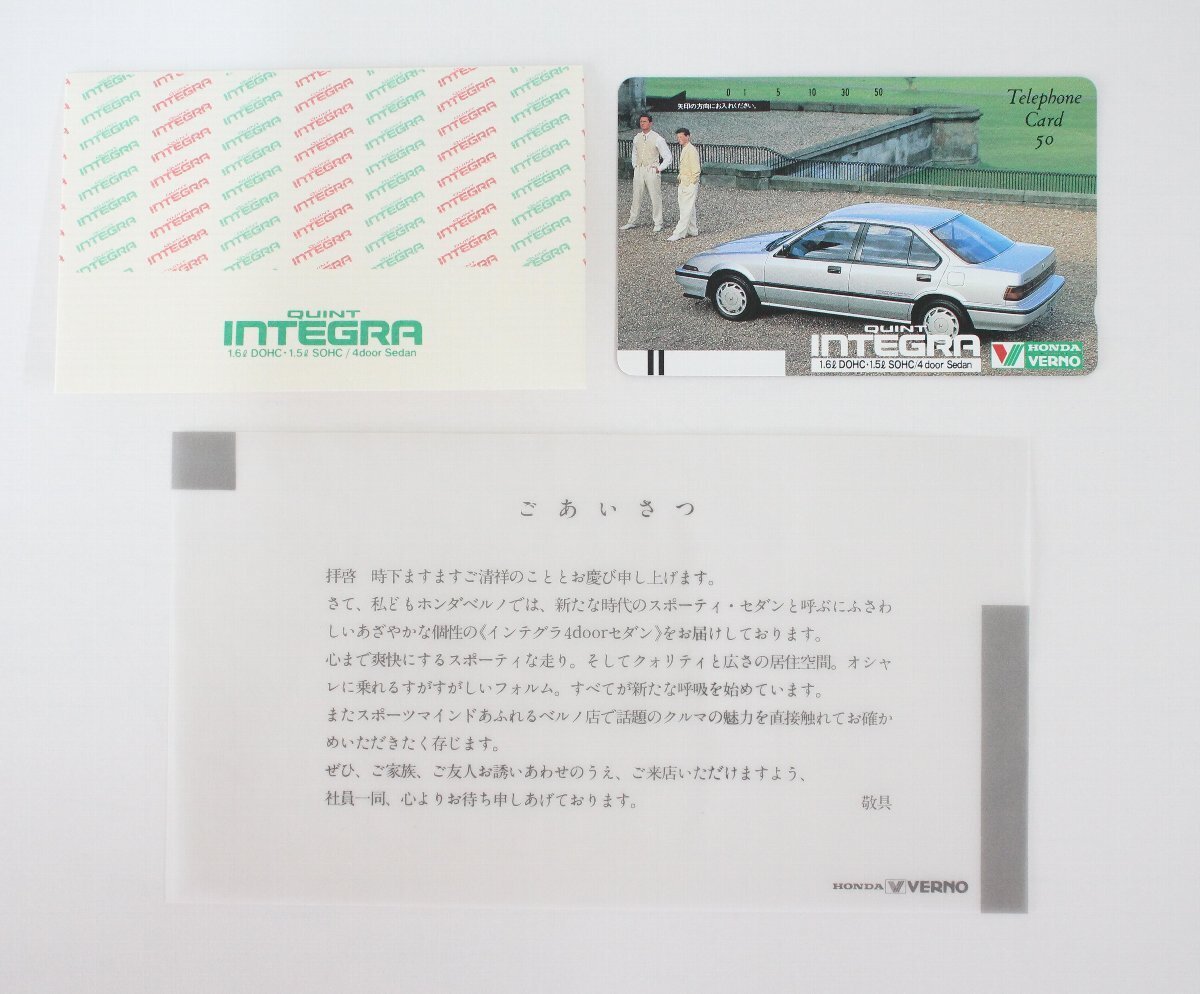 QUINT
INTEGRA
1.6ℓ DOHC・1.5ℓ SOHC / 4door Sedan
0 1 5 10 30 50
矢印の方向にお入れください。
Telephone
Card
50
QUINT
INTEGRA
1.6ℓ DOHC・1.5ℓ SOHC/4door Sedan
HONDA
VERNO
ごあいさつ
拝啓　時下ますますご清祥のこととお慶び申し上げます。
さて、私どもホンダベルノでは、新たな時代のスポーティ・セダンと呼ぶにふさわ
しいあざやかな個性の《インテグラ4doorセダン》をお届けしております。
心まで爽快にするスポーティな走り。そしてクォリティと広さの居住空間。オシャ
レに乗れるすがすがしいフォルム。すべてが新たな呼吸を始めています。
またスポーツマインドあふれるベルノ店で話題のクルマの魅力を直接触れてお確か
めいただきたく存じます。
ぜひ、ご家族、ご友人お誘いあわせのうえ、ご来店いただけますよう、
社員一同、心よりお待ち申しあげております。　敬具
HONDA VERNO